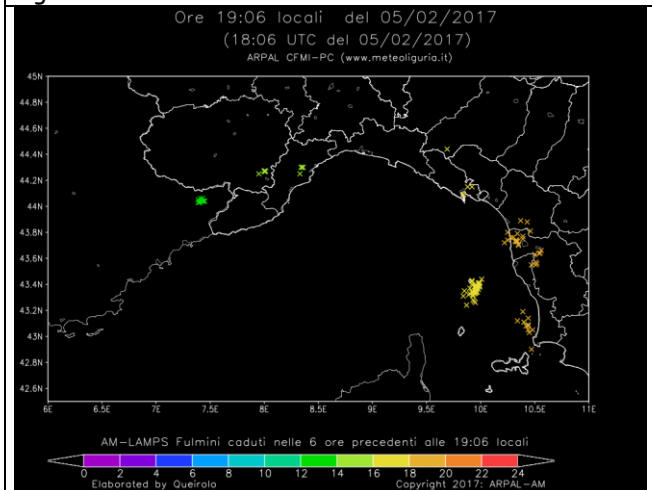 Ore 19:06 locali del 05/02/2017
(18:06 UTC del 05/02/2017)
ARPAL CFMI-PC (www.meteoliguria.it)
45N
44.8N
44.6N
44.4N
44.2N
44N
43.8N
43.6N
43.4N
43.2N
43N
42.8N
42.6N
6E 6.5E 7E 7.5E 8E 8.5E 9E 9.5E 10E 10.5E 11E
AM-LAMPS Fulmini caduti nelle 6 ore precedenti alle 19:06 locali
0 2 4 6 8 10 12 14 16 18 20 22 24
Elaborated by Queirolo Copyright 2017: ARPAL-AM